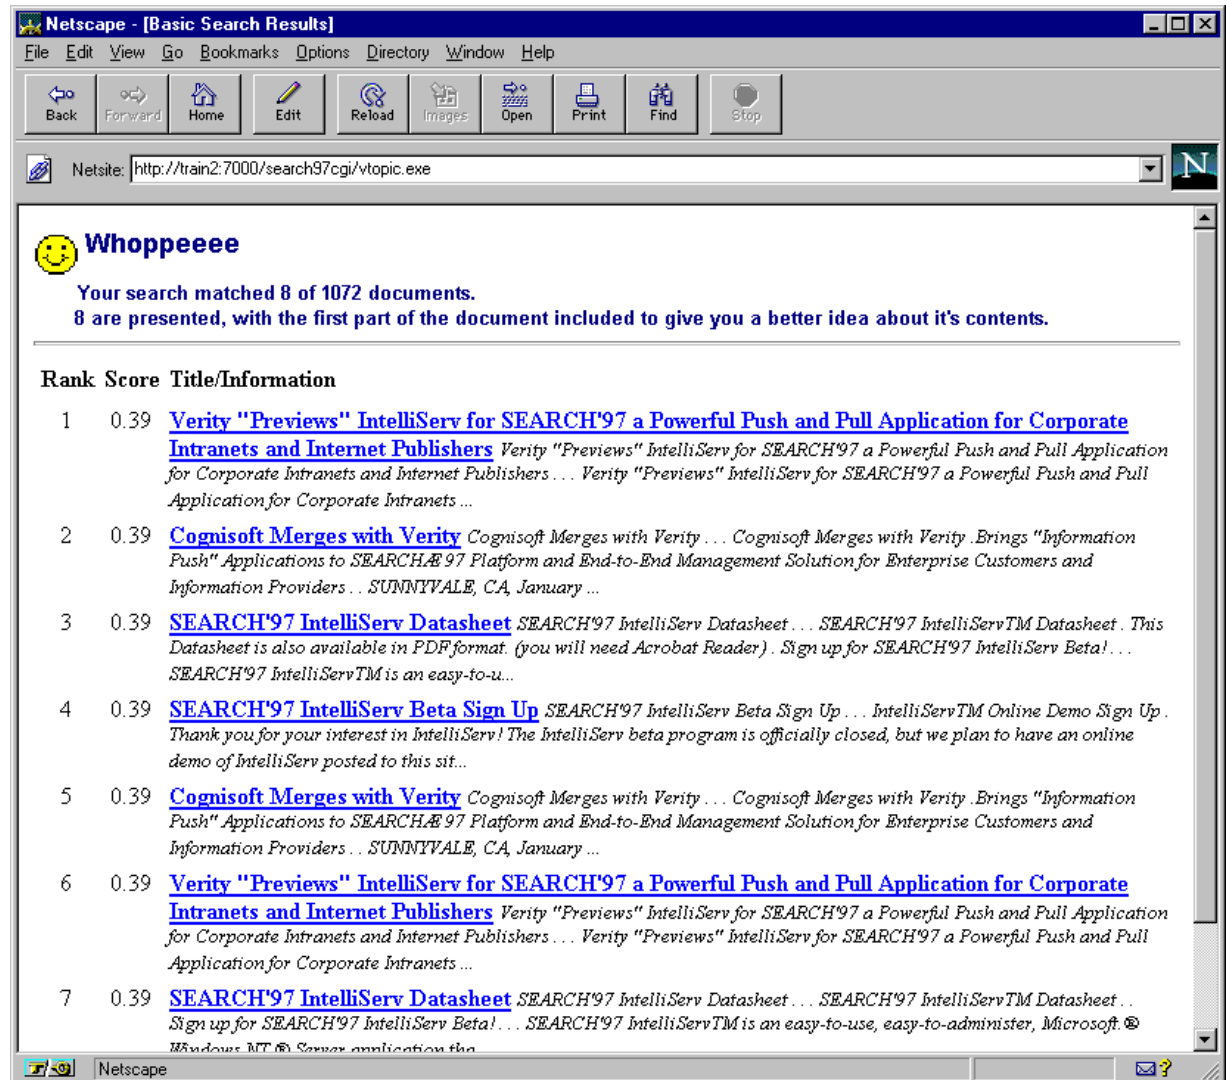 Netscape - [Basic Search Results]
File Edit View Go Bookmarks Options Directory Window Help
Back Forward Home Edit Reload Images Open Print Find Stop
Netsite: http://train2:7000/search97cgi/vtopic.exe
N
Whoppeeee
Your search matched 8 of 1072 documents.
8 are presented, with the first part of the document included to give you a better idea about it's contents.
Rank Score Title/Information
1 0.39 Verity "Previews" IntelliServ for SEARCH'97 a Powerful Push and Pull Application for Corporate
Intranets and Internet Publishers Verity "Previews" IntelliServ for SEARCH'97 a Powerful Push and Pull Application
for Corporate Intranets and Internet Publishers . . . Verity "Previews" IntelliServ for SEARCH'97 a Powerful Push and Pull
Application for Corporate Intranets ...
2 0.39 Cognisoft Merges with Verity Cognisoft Merges with Verity . . . Cognisoft Merges with Verity .Brings "Information
Push" Applications to SEARCHÆ97 Platform and End-to-End Management Solution for Enterprise Customers and
Information Providers . . SUNNYVALE, CA, January ...
3 0.39 SEARCH'97 IntelliServ Datasheet SEARCH'97 IntelliServ Datasheet . . . SEARCH'97 IntelliServTM Datasheet . This
Datasheet is also available in PDF format. (you will need Acrobat Reader) . Sign up for SEARCH'97 IntelliServ Beta! . . .
SEARCH'97 IntelliServTM is an easy-to-u...
4 0.39 SEARCH'97 IntelliServ Beta Sign Up SEARCH'97 IntelliServ Beta Sign Up . . . IntelliServTM Online Demo Sign Up .
Thank you for your interest in IntelliServ! The IntelliServ beta program is officially closed, but we plan to have an online
demo of IntelliServ posted to this sit...
5 0.39 Cognisoft Merges with Verity Cognisoft Merges with Verity . . . Cognisoft Merges with Verity .Brings "Information
Push" Applications to SEARCHÆ97 Platform and End-to-End Management Solution for Enterprise Customers and
Information Providers . . SUNNYVALE, CA, January ...
6 0.39 Verity "Previews" IntelliServ for SEARCH'97 a Powerful Push and Pull Application for Corporate
Intranets and Internet Publishers Verity "Previews" IntelliServ for SEARCH'97 a Powerful Push and Pull Application
for Corporate Intranets and Internet Publishers . . . Verity "Previews" IntelliServ for SEARCH'97 a Powerful Push and Pull
Application for Corporate Intranets ...
7 0.39 SEARCH'97 IntelliServ Datasheet SEARCH'97 IntelliServ Datasheet . . . SEARCH'97 IntelliServTM Datasheet . .
Sign up for SEARCH'97 IntelliServ Beta! . . . SEARCH'97 IntelliServTM is an easy-to-use, easy-to-administer, Microsoft ®
Windows NT ® Server application tha
Netscape